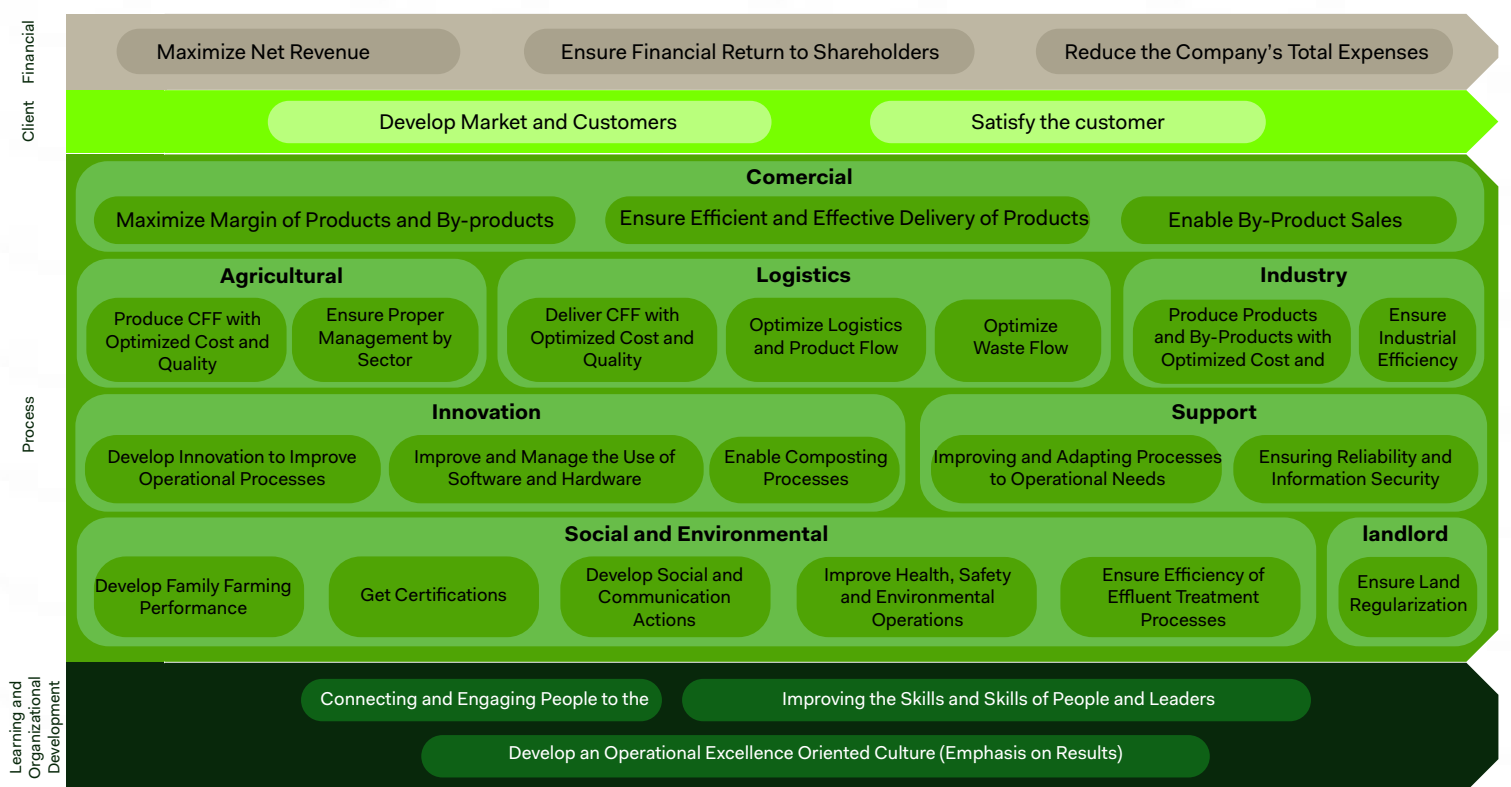 Financial
Maximize Net Revenue
Ensure Financial Return to Shareholders
Reduce the Company's Total Expenses
Client
Develop Market and Customers
Satisfy the customer
Process
Comercial
Maximize Margin of Products and By-products
Ensure Efficient and Effective Delivery of Products
Enable By-Product Sales
Agricultural
Produce CFF with
Optimized Cost and
Quality
Ensure Proper
Management by
Sector
Logistics
Deliver CFF with
Optimized Cost and
Quality
Optimize Logistics
and Product Flow
Optimize
Waste Flow
Industry
Produce Products
and By-Products with
Optimized Cost and
Ensure
Industrial
Efficiency
Innovation
Develop Innovation to Improve
Operational Processes
Improve and Manage the Use of
Software and Hardware
Enable Composting
Processes
Support
Improving and Adapting Processes
to Operational Needs
Ensuring Reliability and
Information Security
Social and Environmental
Develop Family Farming
Performance
Get Certifications
Develop Social and
Communication
Actions
Improve Health, Safety
and Environmental
Operations
Ensure Efficiency of
Effluent Treatment
Processes
landlord
Ensure Land
Regularization
Learning and
Organizational
Development
Connecting and Engaging People to the
Improving the Skills and Skills of People and Leaders
Develop an Operational Excellence Oriented Culture (Emphasis on Results)